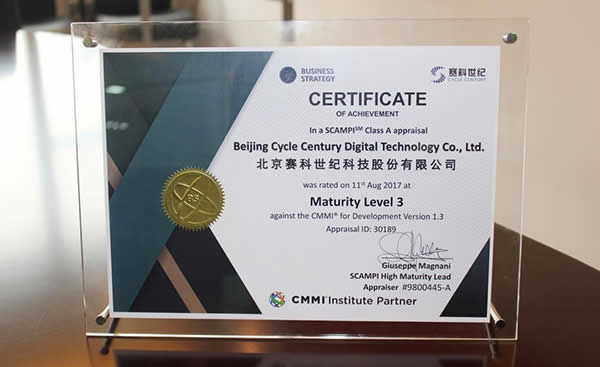 BUSINESS
STRATEGY
赛科世纪
CYCLE CENTURY
CERTIFICATE
OF ACHIEVEMENT
In a SCAMPI℠ Class A appraisal
Beijing Cycle Century Digital Technology Co., Ltd.
北京赛科世纪科技股份有限公司
was rated on 11st Aug 2017 at
Maturity Level 3
against the CMMI® for Development Version 1.3
Appraisal ID: 30189
Giuseppe Magnani
SCAMPI High Maturity Lead
Appraiser #9800445-A
CMMI Institute Partner